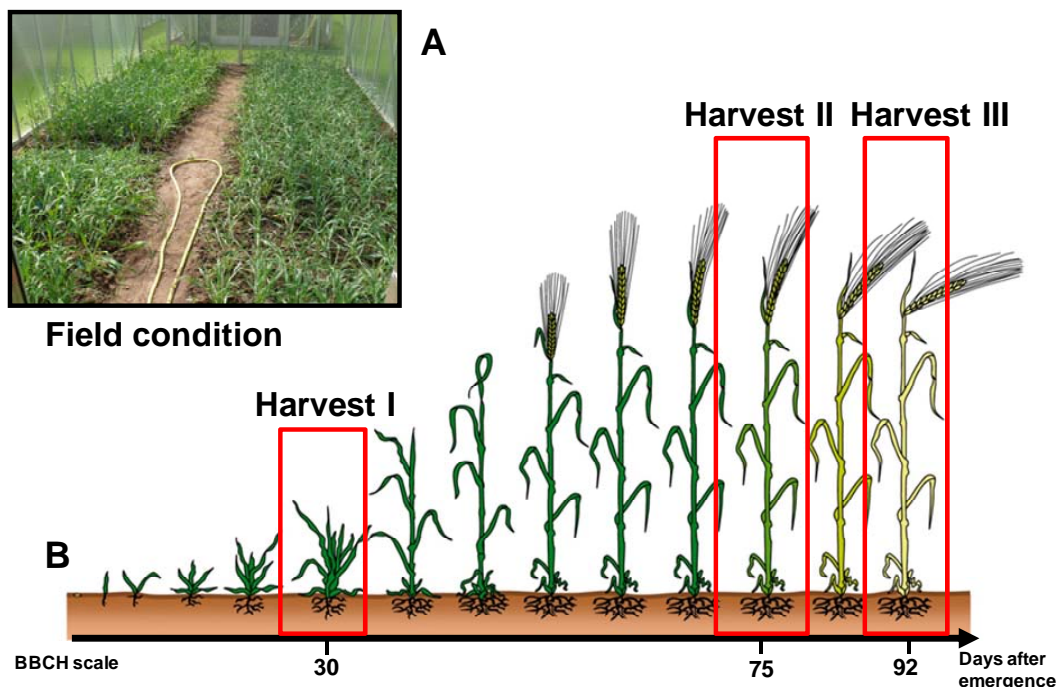 A
Field condition
Harvest I
Harvest II
Harvest III
B
BBCH scale
30
75
92
Days after
emergence